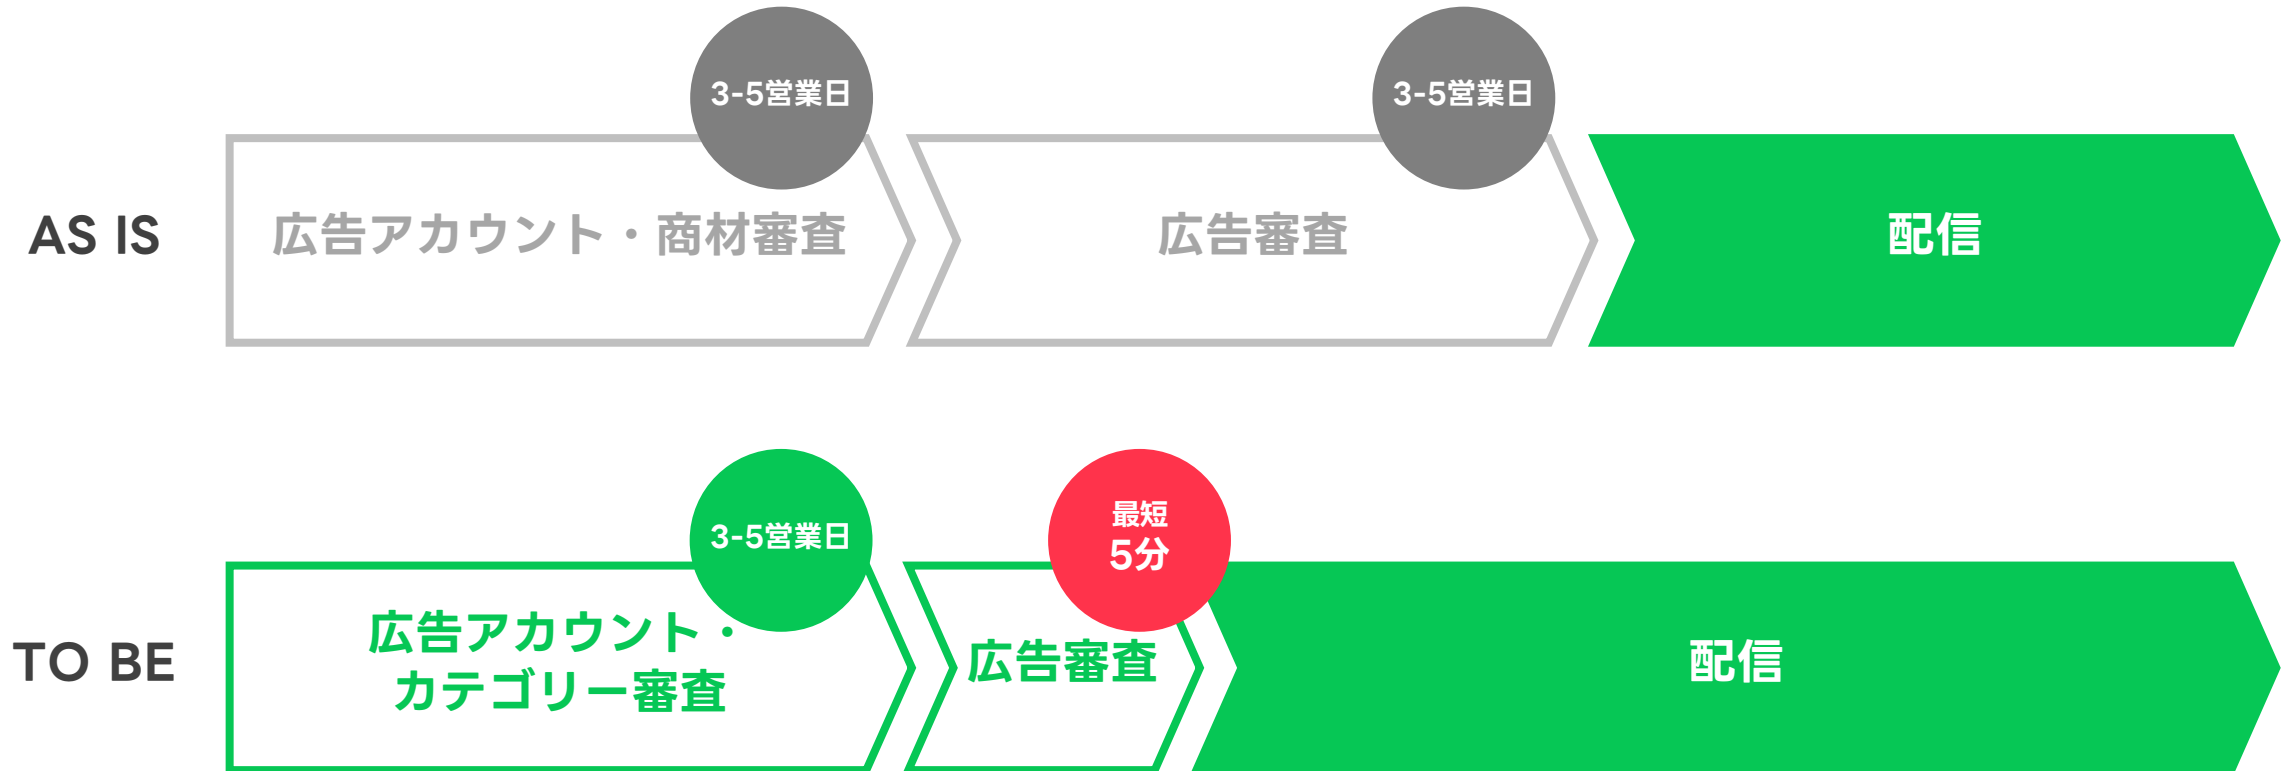 3-5営業日
3-5営業日
AS IS
広告アカウント・商材審査
広告審査
配信
3-5営業日
最短
5分
TO BE
広告アカウント・
カテゴリー審査
広告審査
配信